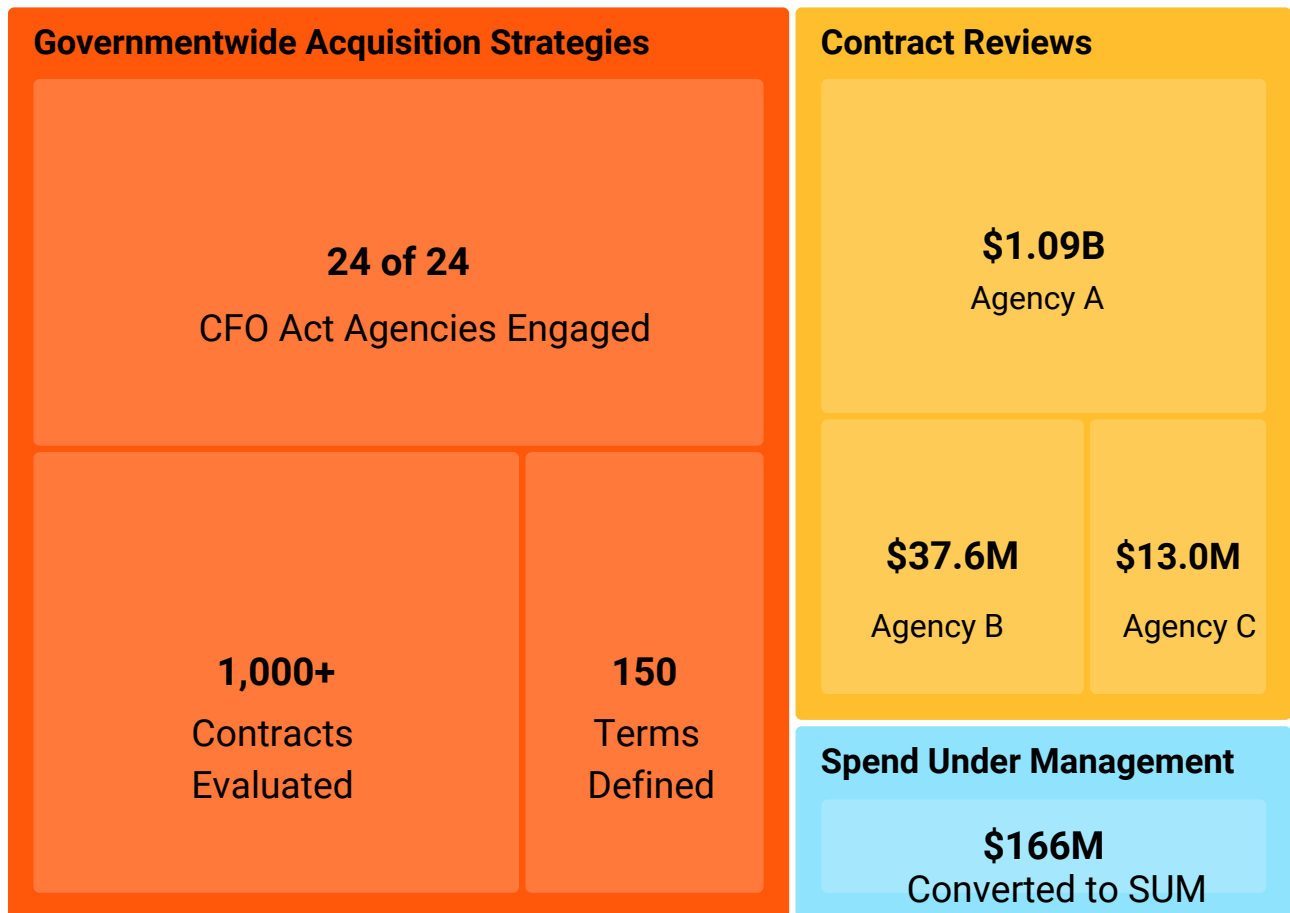 Governmentwide Acquisition Strategies
24 of 24
CFO Act Agencies Engaged
1,000+
Contracts
Evaluated
150
Terms
Defined
Contract Reviews
$1.09B
Agency A
$37.6M
Agency B
$13.0M
Agency C
Spend Under Management
$166M
Converted to SUM